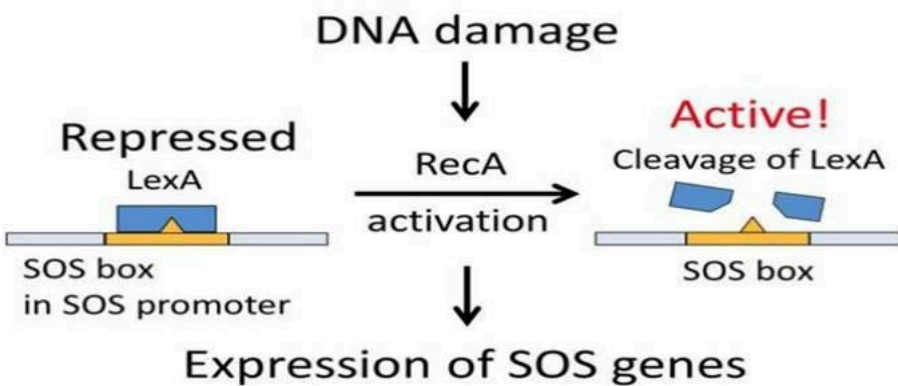 DNA damage
Repressed
LexA
SOS box
in SOS promoter
RecA
activation
Active!
Cleavage of LexA
SOS box
Expression of SOS genes